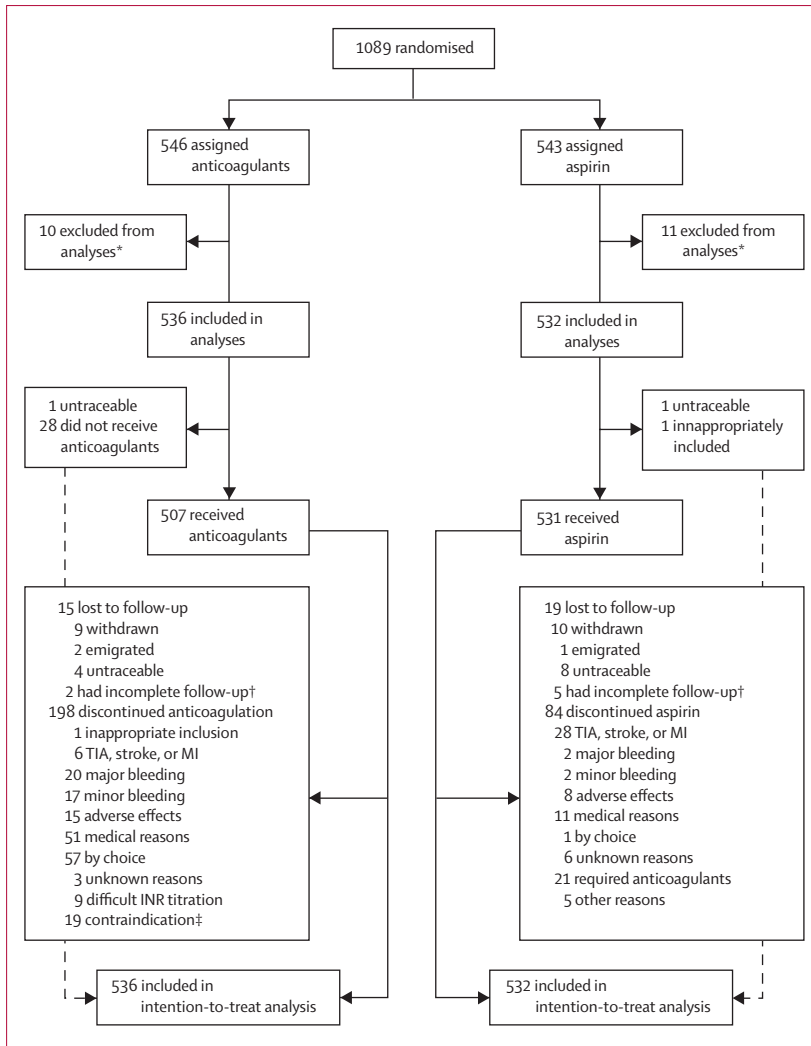 1089 randomised
546 assigned
anticoagulants
543 assigned
aspirin
10 excluded from
analyses*
11 excluded from
analyses*
536 included in
analyses
532 included in
analyses
1 untraceable
28 did not receive
anticoagulants
1 untraceable
1 innappropriately
included
507 received
anticoagulants
531 received
aspirin
15 lost to follow-up
9 withdrawn
2 emigrated
4 untraceable
2 had incomplete follow-up†
198 discontinued anticoagulation
1 inappropriate inclusion
6 TIA, stroke, or MI
20 major bleeding
17 minor bleeding
15 adverse effects
51 medical reasons
57 by choice
3 unknown reasons
9 difficult INR titration
19 contraindication‡
19 lost to follow-up
10 withdrawn
1 emigrated
8 untraceable
5 had incomplete follow-up†
84 discontinued aspirin
28 TIA, stroke, or MI
2 major bleeding
2 minor bleeding
8 adverse effects
11 medical reasons
1 by choice
6 unknown reasons
21 required anticoagulants
5 other reasons
536 included in
intention-to-treat analysis
532 included in
intention-to-treat analysis